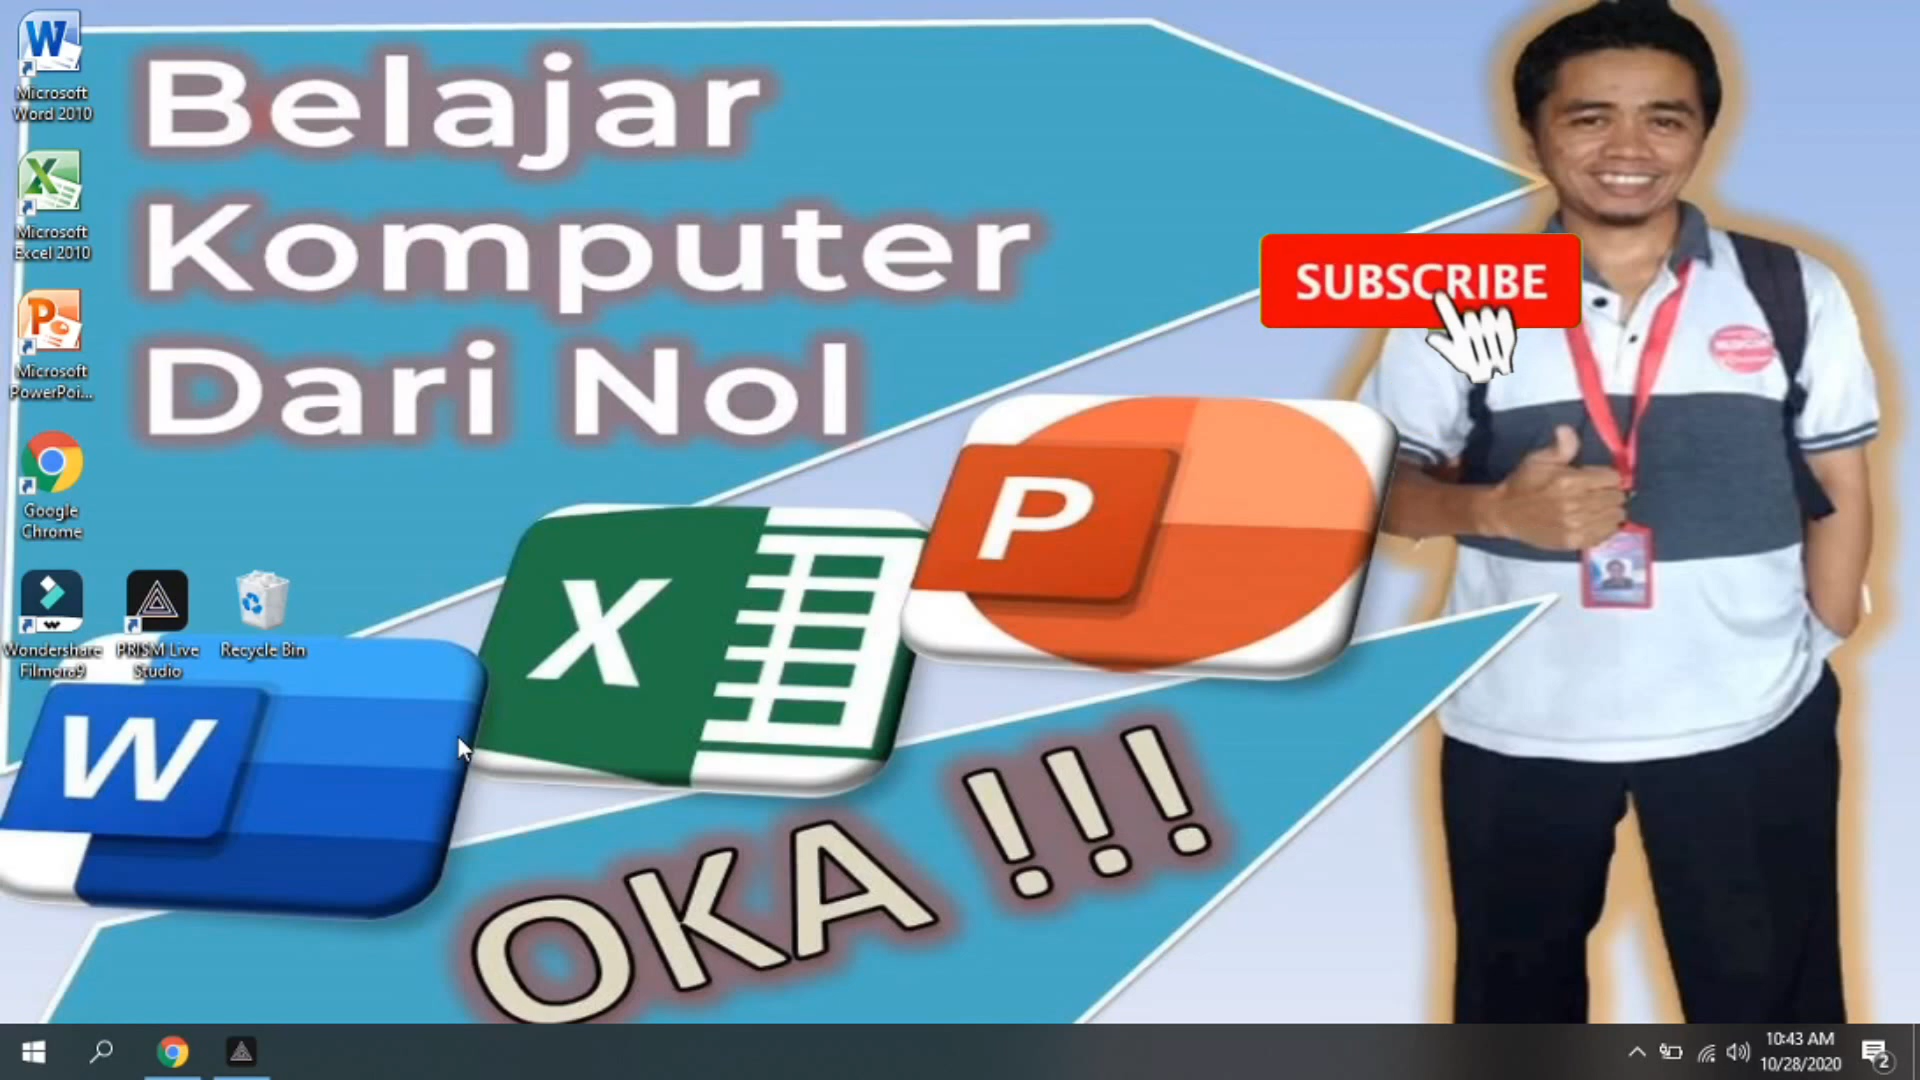 Belajar
Komputer
Dari Nol
SUBSCRIBE
OKA !!!
W
X
P
Microsoft
Word 2010
Microsoft
Excel 2010
Microsoft
PowerPoi...
Google
Chrome
Wondershare
Filmora9
PRISM Live
Studio
Recycle Bin
10:43 AM
10/28/2020
2